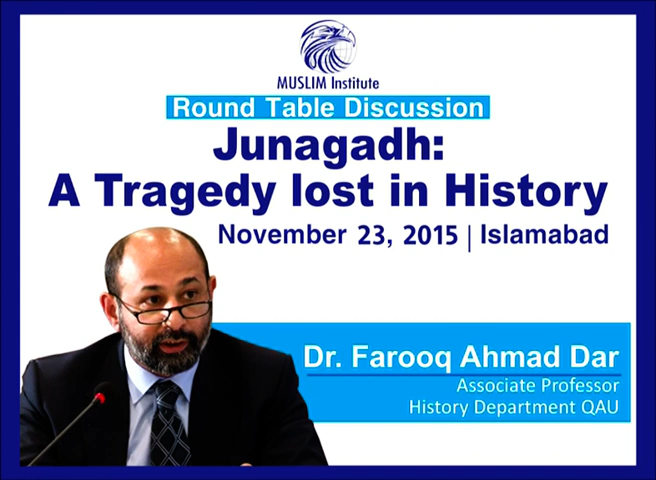 MUSLIM Institute
Round Table Discussion
Junagadh:
A Tragedy lost in History
November 23, 2015 | Islamabad
Dr. Farooq Ahmad Dar
Associate Professor
History Department QAU